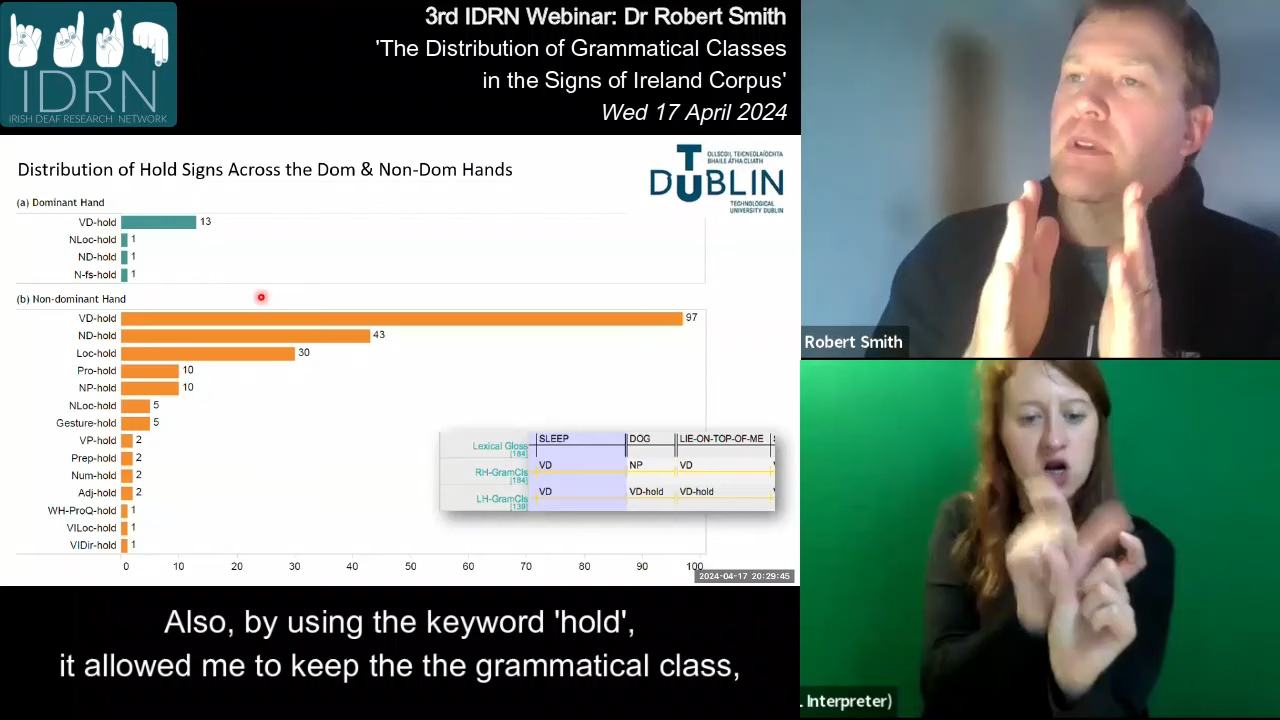 IDRN
IRISH DEAF RESEARCH NETWORK
3rd IDRN Webinar: Dr Robert Smith
'The Distribution of Grammatical Classes
in the Signs of Ireland Corpus'
Wed 17 April 2024
Distribution of Hold Signs Across the Dom & Non-Dom Hands
OLLSCOIL TEICNEOLAÍOCHTA
BHAILE ÁTHA CLIATH
TU DUBLIN
TECHNOLOGICAL
UNIVERSITY DUBLIN
(a) Dominant Hand
VD-hold 13
NLoc-hold 1
ND-hold 1
N-fs-hold 1
(b) Non-dominant Hand
VD-hold 97
ND-hold 43
Loc-hold 30
Pro-hold 10
NP-hold 10
NLoc-hold 5
Gesture-hold 5
VP-hold 2
Prep-hold 2
Num-hold 2
Adj-hold 2
WH-ProQ-hold 1
VILoc-hold 1
VIDir-hold 1
0 10 20 30 40 50 60 70 80 90 100
Lexical Gloss SLEEP DOG LIE-ON-TOP-OF-ME
[184]
RH-GramCls VD NP VD
[184]
LH-GramCls VD VD-hold VD-hold
[139]
2024-04-17 20:29:45
Robert Smith
Interpreter)
Also, by using the keyword 'hold',
it allowed me to keep the the grammatical class,